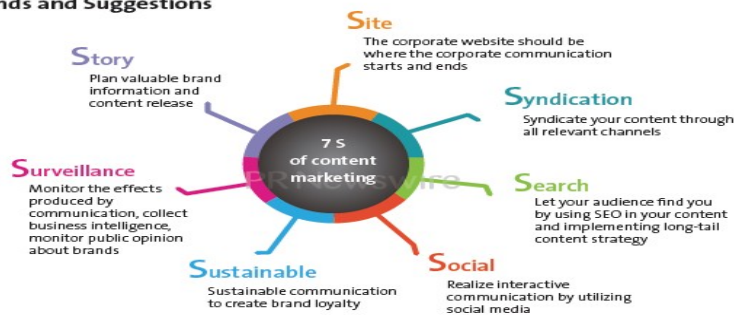 nds and Suggestions
Site
The corporate website should be
where the corporate communication
starts and ends
Story
Plan valuable brand
information and
content release
Syndication
Syndicate your content through
all relevant channels
7 S
of content
marketing
PR Newswire
Surveillance
Monitor the effects
produced by
communication, collect
business intelligence,
monitor public opinion
about brands
Search
Let your audience find you
by using SEO in your content
and implementing long-tail
content strategy
Sustainable
Sustainable communication
to create brand loyalty
Social
Realize interactive
communication by utilizing
social media